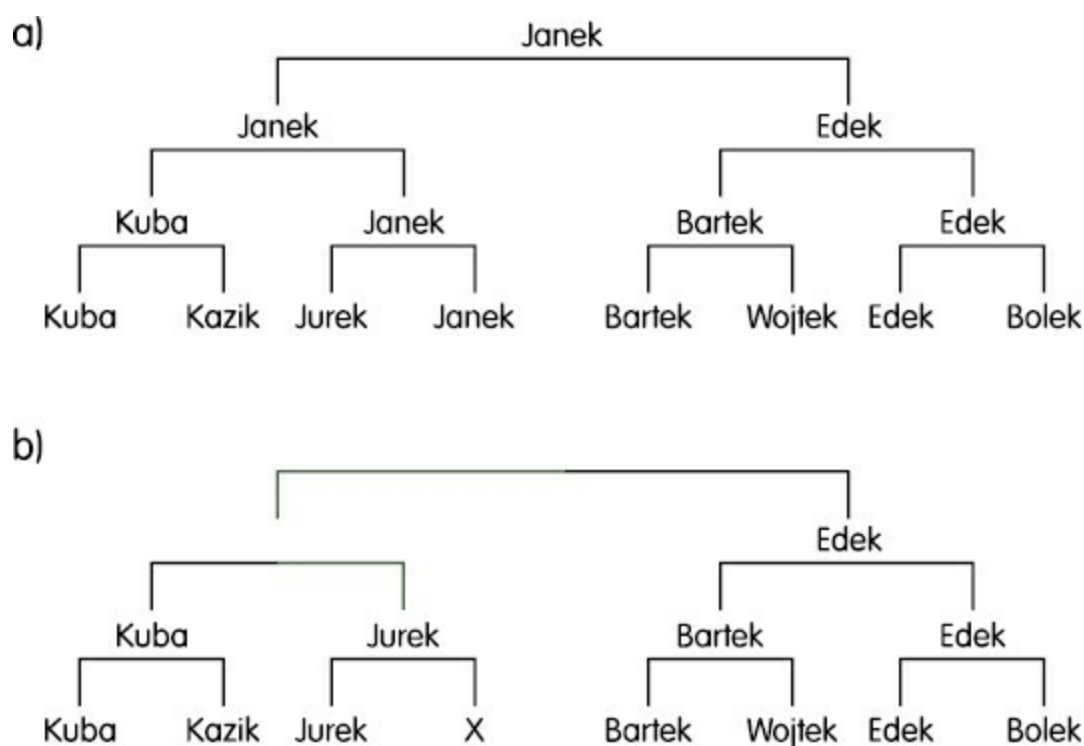 a)
Janek
Janek Edek
Kuba Janek Bartek Edek
Kuba Kazik Jurek Janek Bartek Wojtek Edek Bolek
b)
Edek
Kuba Jurek Bartek Edek
Kuba Kazik Jurek X Bartek Wojtek Edek Bolek